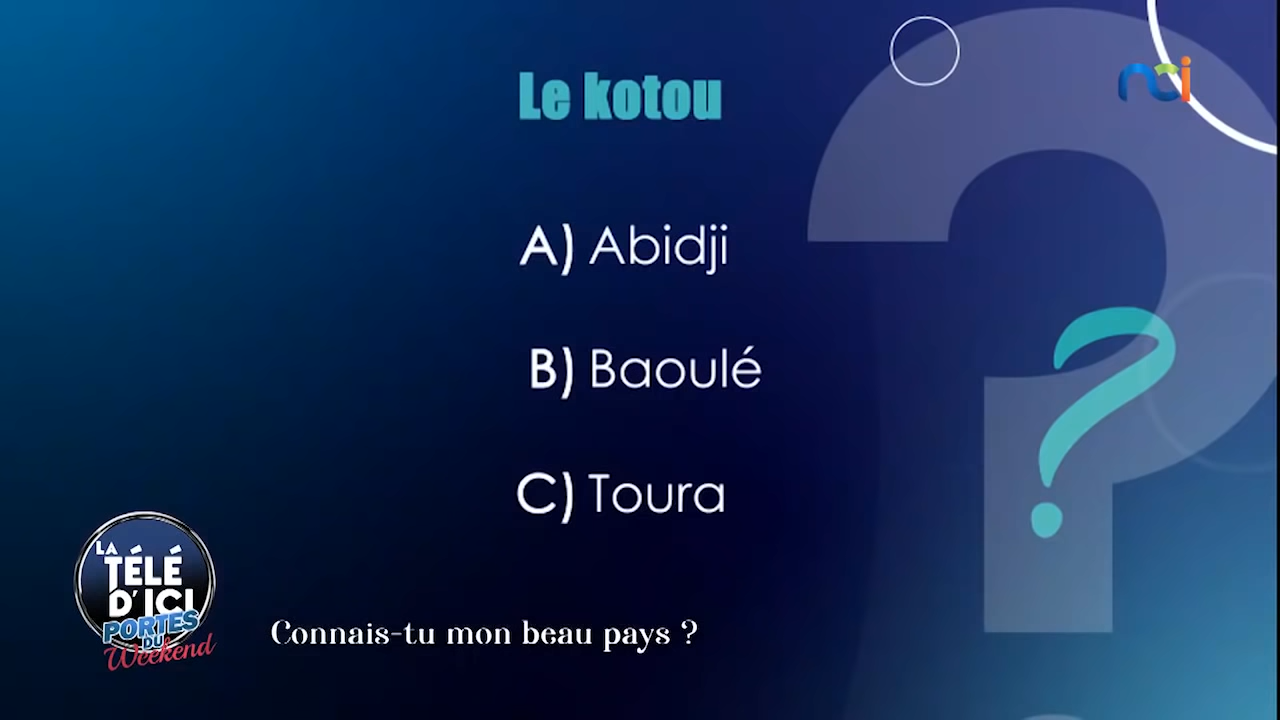 nci
Le kotou
A) Abidji
B) Baoulé
C) Toura
LA
TÉLÉ
D'ICI
PORTES
DU
Weekend
Connais-tu mon beau pays ?